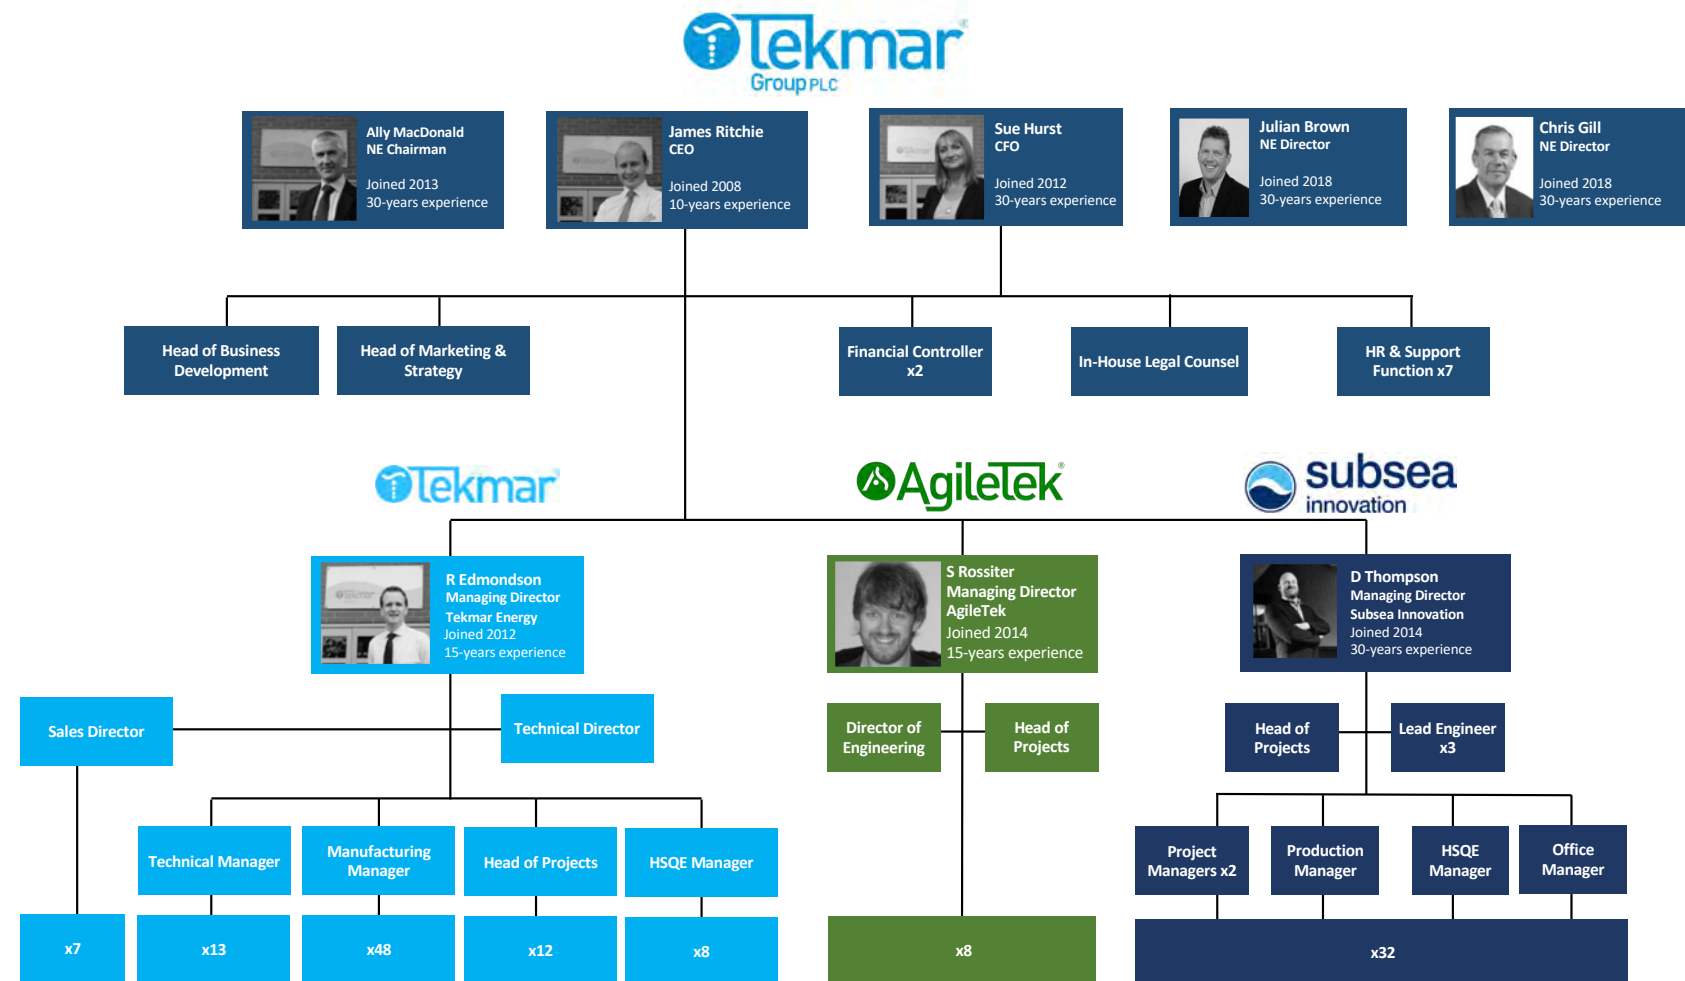 Tekmar
Group PLC
Ally MacDonald
NE Chairman
Joined 2013
30-years experience
James Ritchie
CEO
Joined 2008
10-years experience
Sue Hurst
CFO
Joined 2012
30-years experience
Julian Brown
NE Director
Joined 2018
30-years experience
Chris Gill
NE Director
Joined 2018
30-years experience
Head of Business
Development
Head of Marketing &
Strategy
Financial Controller
x2
In-House Legal Counsel
HR & Support
Function x7
Tekmar
AgileTek®
subsea
innovation
R Edmondson
Managing Director
Tekmar Energy
Joined 2012
15-years experience
S Rossiter
Managing Director
AgileTek
Joined 2014
15-years experience
D Thompson
Managing Director
Subsea Innovation
Joined 2014
30-years experience
Sales Director
Technical Director
Director of
Engineering
Head of
Projects
Head of
Projects
Lead Engineer
x3
Technical Manager
Manufacturing
Manager
Head of Projects
HSQE Manager
Project
Managers x2
Production
Manager
HSQE
Manager
Office
Manager
x7
x13
x48
x12
x8
x8
x32